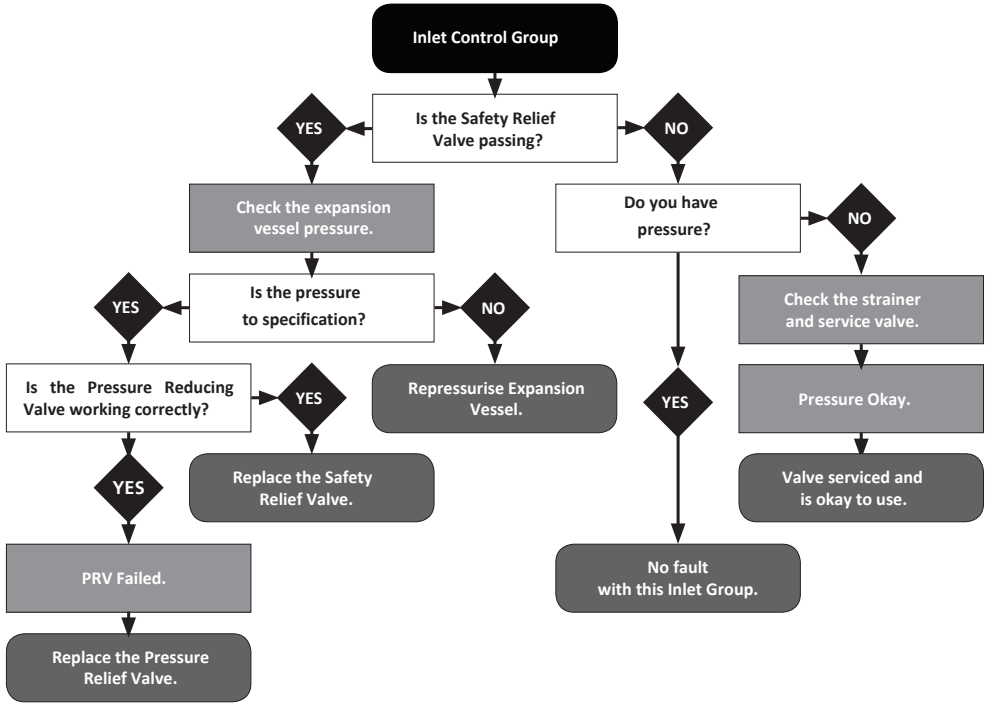 Inlet Control Group
Is the Safety Relief
Valve passing?
YES
NO
Check the expansion
vessel pressure.
Do you have
pressure?
NO
Is the pressure
to specification?
YES
NO
Check the strainer
and service valve.
Is the Pressure Reducing
Valve working correctly?
YES
Repressurise Expansion
Vessel.
YES
Pressure Okay.
YES
Replace the Safety
Relief Valve.
Valve serviced and
is okay to use.
PRV Failed.
No fault
with this Inlet Group.
Replace the Pressure
Relief Valve.